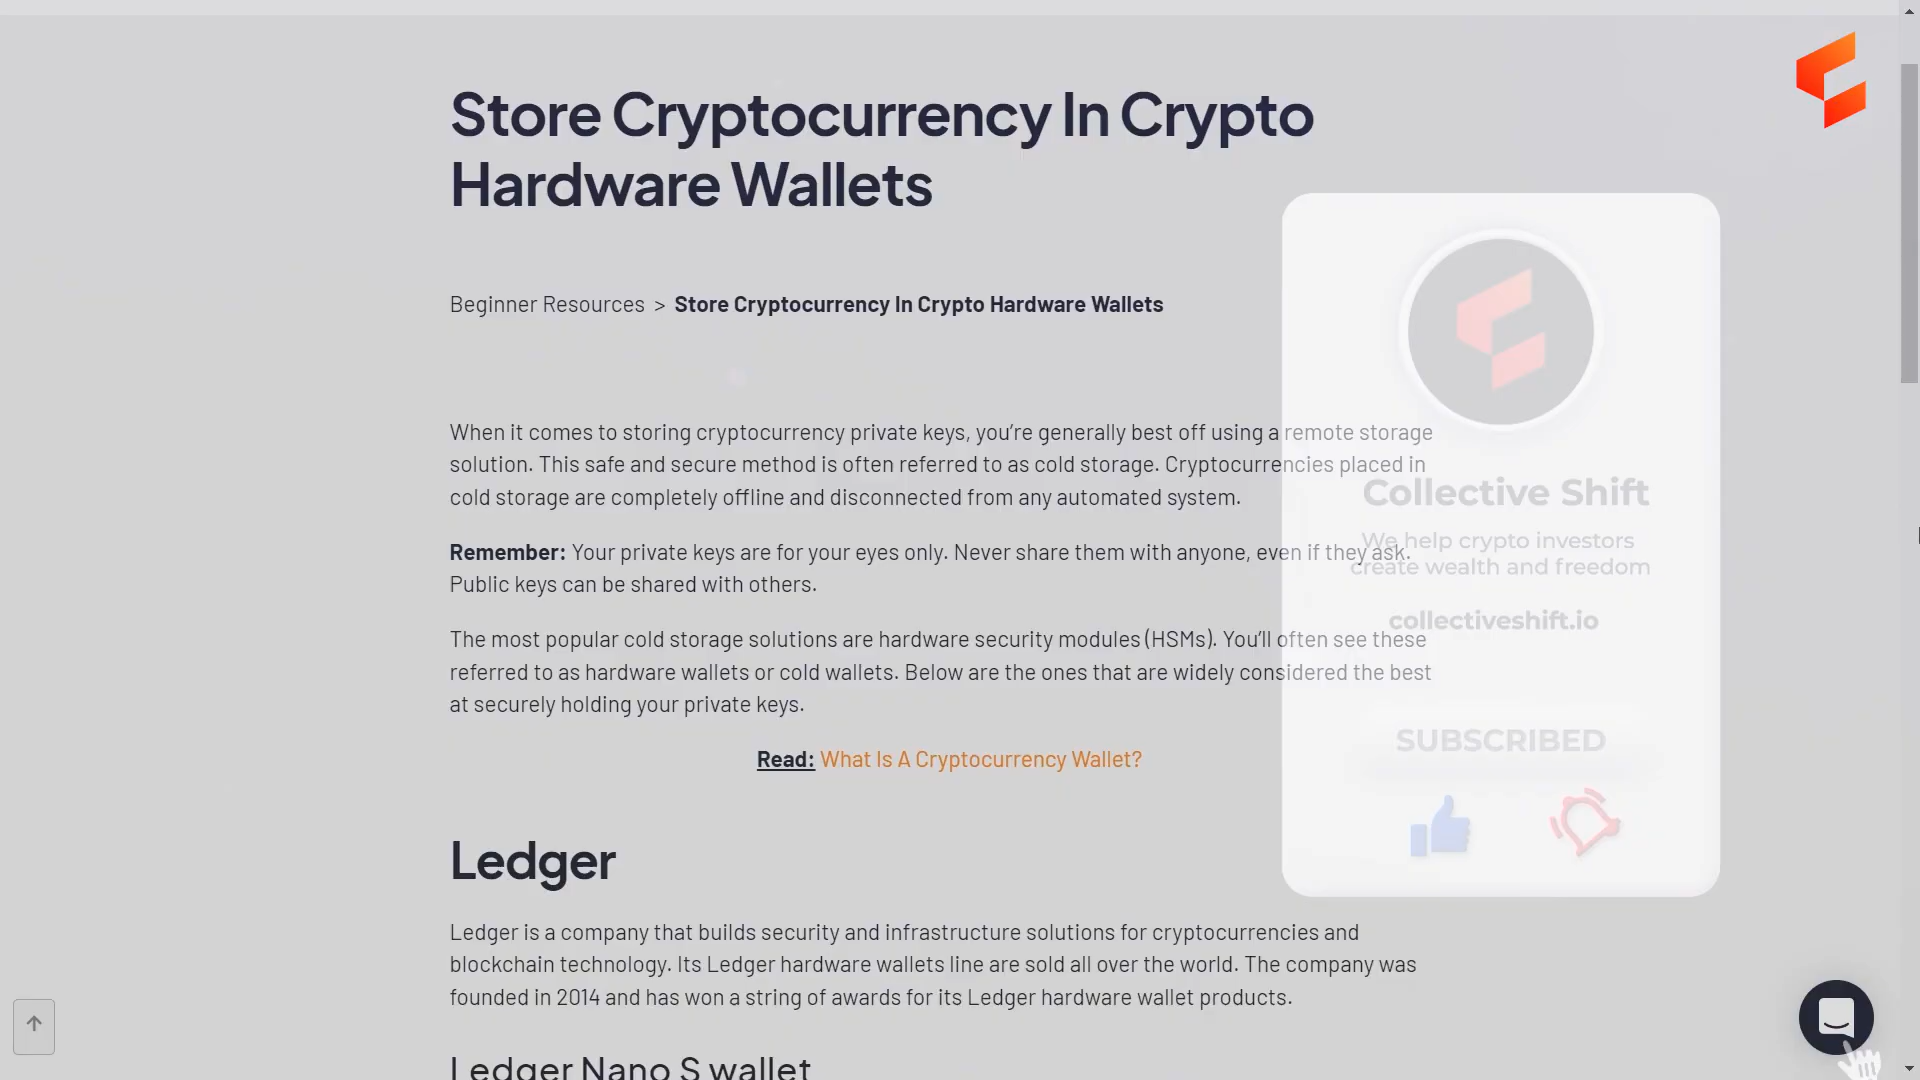 Store Cryptocurrency In Crypto
Hardware Wallets
Beginner Resources > Store Cryptocurrency In Crypto Hardware Wallets
When it comes to storing cryptocurrency private keys, you’re generally best off using a remote storage
solution. This safe and secure method is often referred to as cold storage. Cryptocurrencies placed in
cold storage are completely offline and disconnected from any automated system.
Remember: Your private keys are for your eyes only. Never share them with anyone, even if they ask.
Public keys can be shared with others.
The most popular cold storage solutions are hardware security modules (HSMs). You’ll often see these
referred to as hardware wallets or cold wallets. Below are the ones that are widely considered the best
at securely holding your private keys.
Read: What Is A Cryptocurrency Wallet?
Ledger
Ledger is a company that builds security and infrastructure solutions for cryptocurrencies and
blockchain technology. Its Ledger hardware wallets line are sold all over the world. The company was
founded in 2014 and has won a string of awards for its Ledger hardware wallet products.
Ledger Nano S wallet
Collective Shift
We help crypto investors
create wealth and freedom
collectiveshift.io
SUBSCRIBED